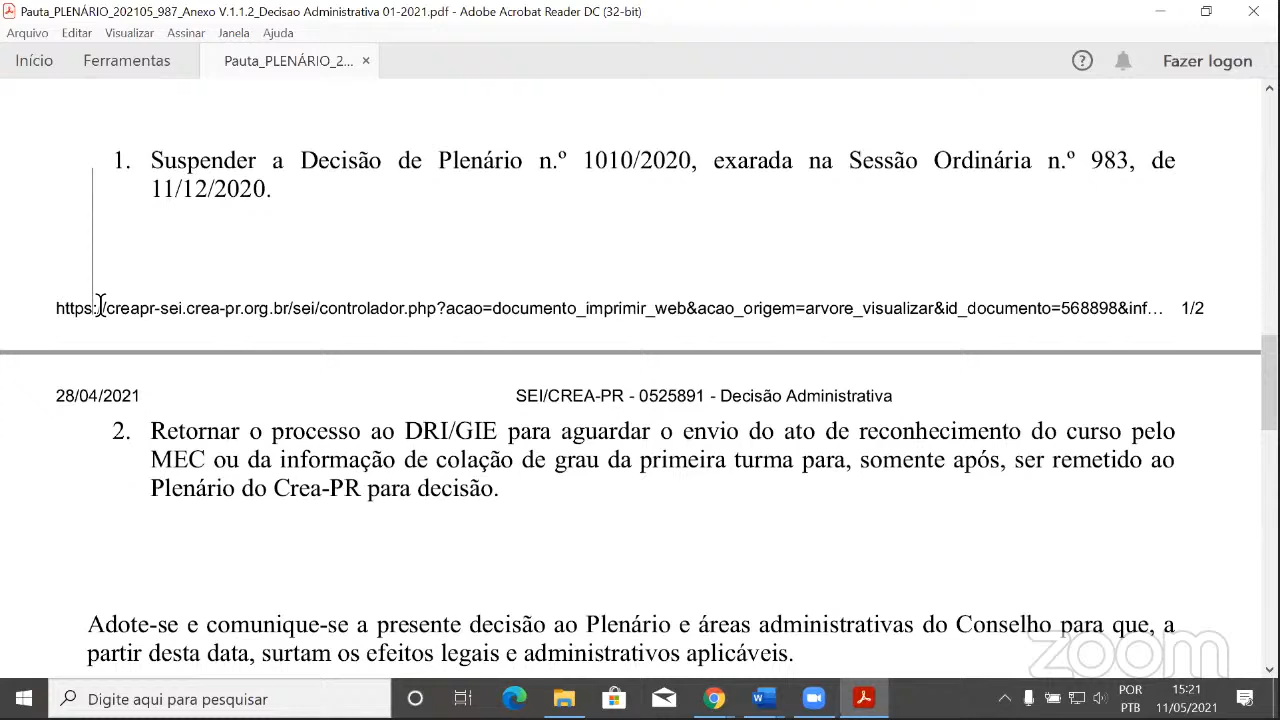 Pauta_PLENÁRIO_202105_987_Anexo V.1.1.2_Decisao Administrativa 01-2021.pdf - Adobe Acrobat Reader DC (32-bit)
Arquivo Editar Visualizar Assinar Janela Ajuda
Início Ferramentas Pauta_PLENÁRIO_2... × Fazer logon
1. Suspender a Decisão de Plenário n.º 1010/2020, exarada na Sessão Ordinária n.º 983, de
11/12/2020.
https://creapr-sei.crea-pr.org.br/sei/controlador.php?acao=documento_imprimir_web&acao_origem=arvore_visualizar&id_documento=568898&inf… 1/2
28/04/2021 SEI/CREA-PR - 0525891 - Decisão Administrativa
2. Retornar o processo ao DRI/GIE para aguardar o envio do ato de reconhecimento do curso pelo
MEC ou da informação de colação de grau da primeira turma para, somente após, ser remetido ao
Plenário do Crea-PR para decisão.
Adote-se e comunique-se a presente decisão ao Plenário e áreas administrativas do Conselho para que, a
partir desta data, surtam os efeitos legais e administrativos aplicáveis.
zoom
Digite aqui para pesquisar
POR 15:21
PTB 11/05/2021